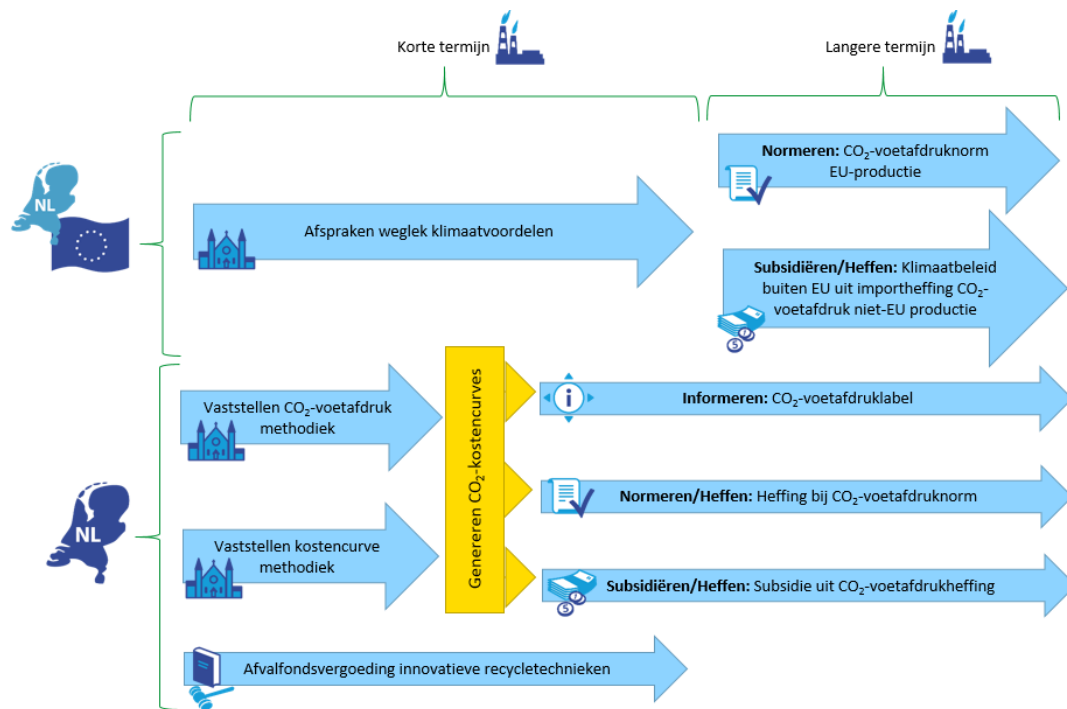 Korte termijn
Langere termijn
Normeren: CO₂-voetafdruknorm
EU-productie
NL
Afspraken weglek klimaatvoordelen
Subsidiëren/Heffen: Klimaatbeleid
buiten EU uit importheffing CO₂-
voetafdruk niet-EU productie
Vaststellen CO₂-voetafdruk
methodiek
Genereren CO₂-kostencurves
i
Informeren: CO₂-voetafdruklabel
Normeren/Heffen: Heffing bij CO₂-voetafdruknorm
NL
Vaststellen kostencurve
methodiek
Subsidiëren/Heffen: Subsidie uit CO₂-voetafdrukheffing
Afvalfondsvergoeding innovatieve recycletechnieken